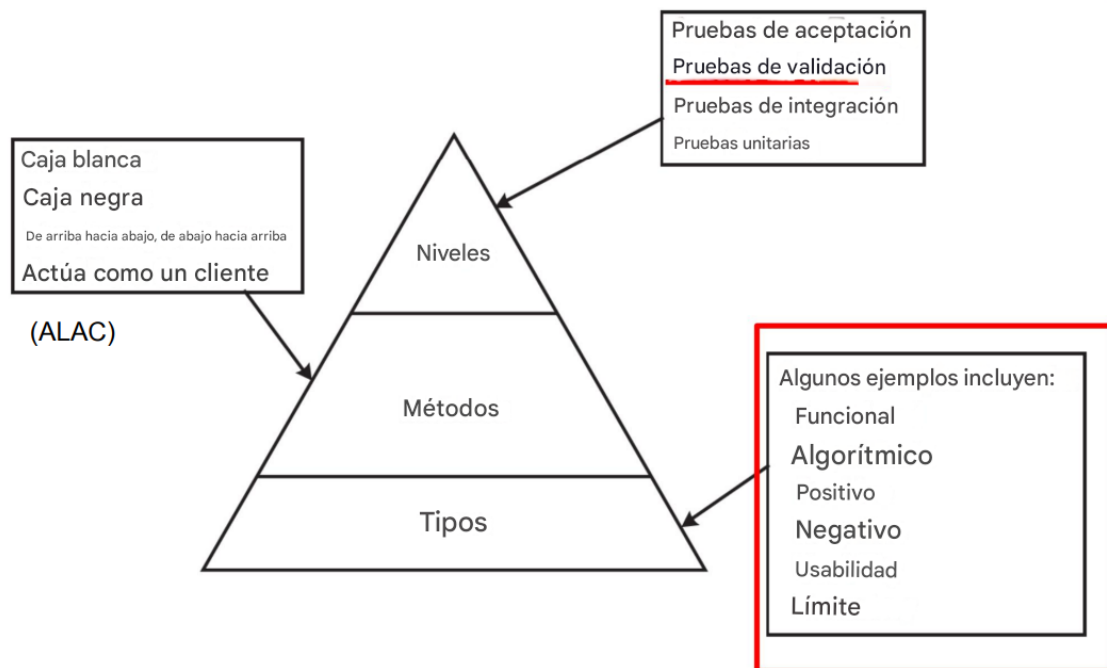 Pruebas de aceptación
Pruebas de validación
Pruebas de integración
Pruebas unitarias
Caja blanca
Caja negra
De arriba hacia abajo, de abajo hacia arriba
Actúa como un cliente
(ALAC)
Niveles
Métodos
Tipos
Algunos ejemplos incluyen:
Funcional
Algorítmico
Positivo
Negativo
Usabilidad
Límite